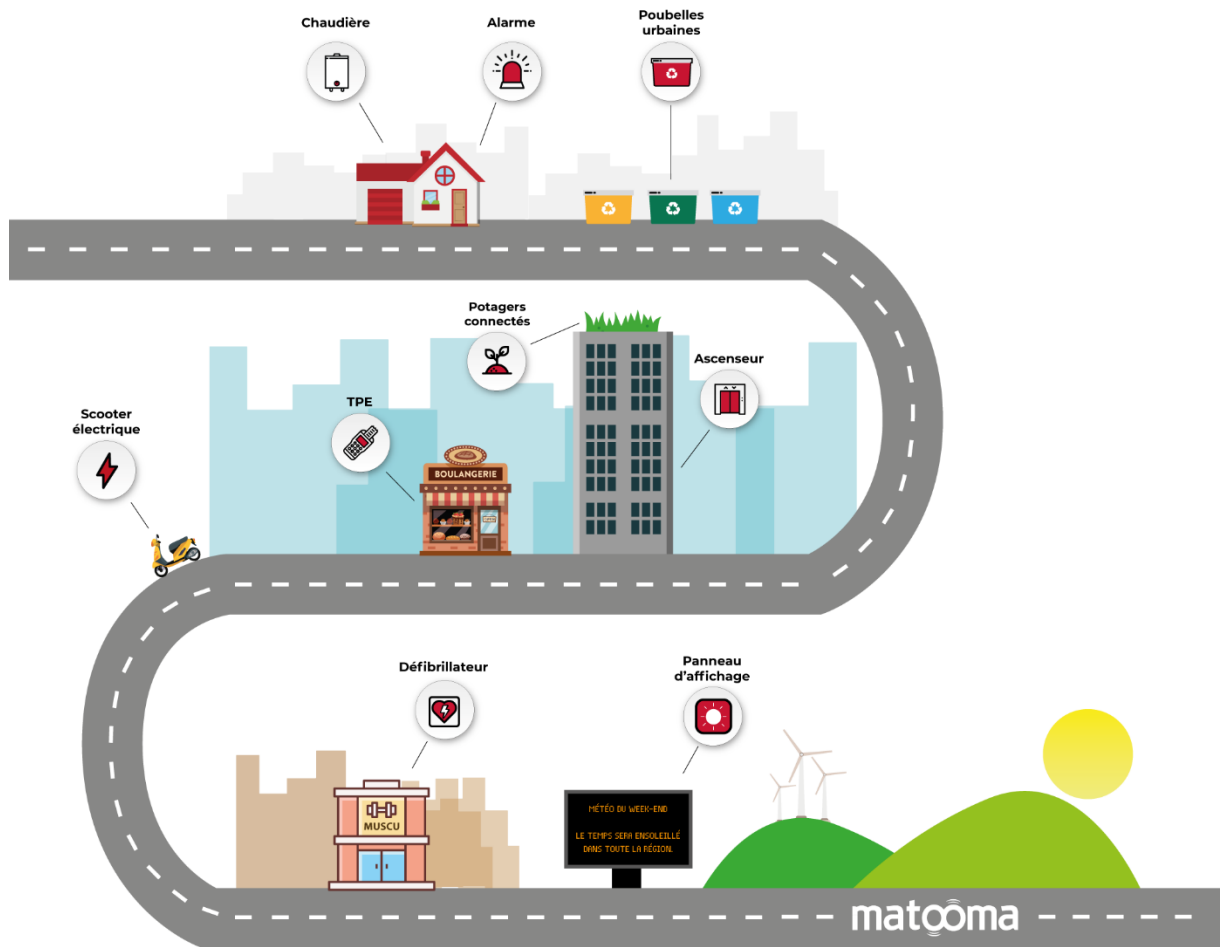 Chaudière
Alarme
Poubelles
urbaines
Potagers
connectés
Ascenseur
TPE
Scooter
électrique
BOULANGERIE
Défibrillateur
Panneau
d'affichage
MUSCU
MÉTÉO DU WEEK-END
LE TEMPS SERA ENSOLEILLÉ
DANS TOUTE LA RÉGION.
matooma